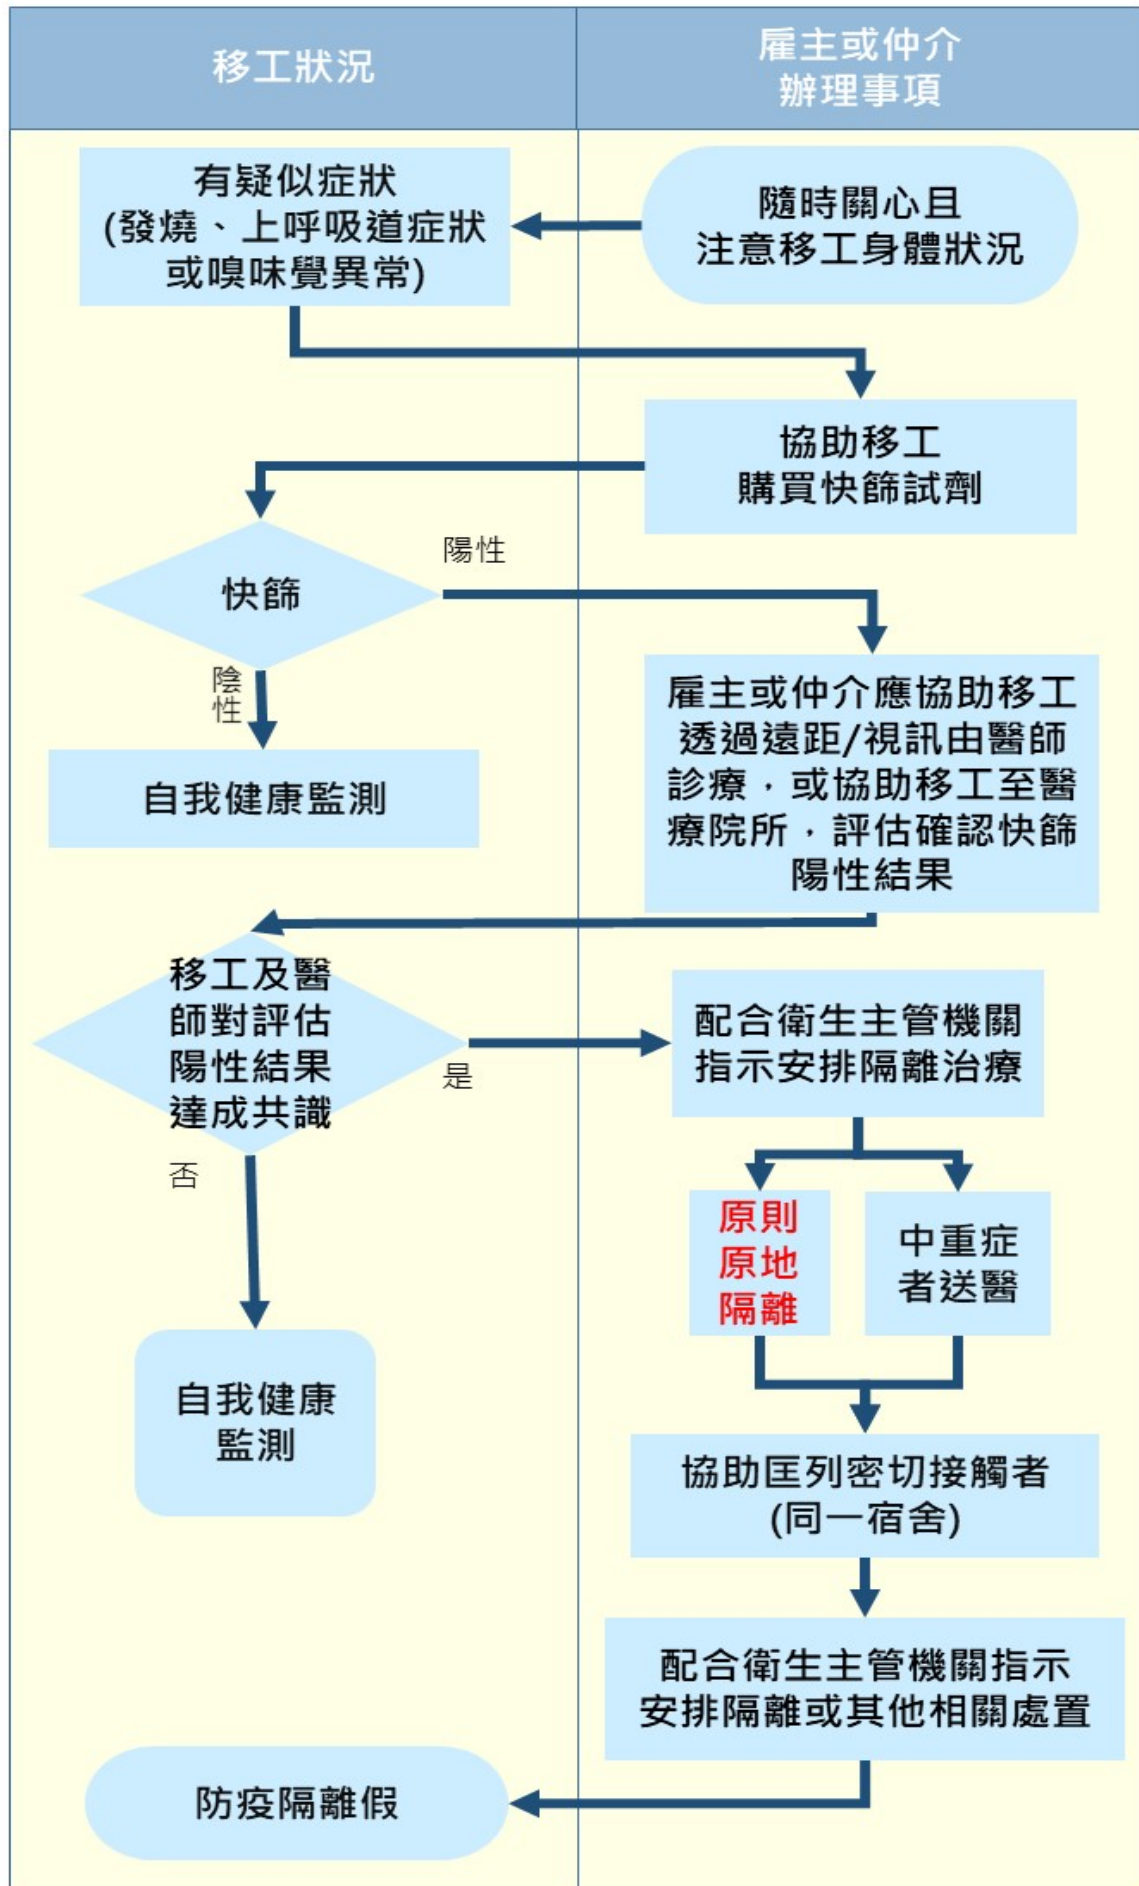 移工狀況
雇主或仲介
辦理事項
隨時關心且
注意移工身體狀況
有疑似症狀
(發燒、上呼吸道症狀
或嗅味覺異常)
協助移工
購買快篩試劑
快篩
陽性
陰
性
自我健康監測
雇主或仲介應協助移工
透過遠距/視訊由醫師
診療，或協助移工至醫
療院所，評估確認快篩
陽性結果
移工及醫
師對評估
陽性結果
達成共識
是
否
自我健康
監測
配合衛生主管機關
指示安排隔離治療
原則
原地
隔離
中重症
者送醫
協助匡列密切接觸者
(同一宿舍)
配合衛生主管機關指示
安排隔離或其他相關處置
防疫隔離假